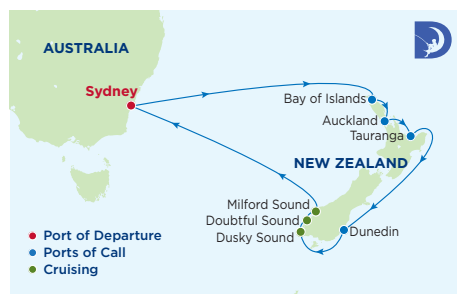 AUSTRALIA
Sydney
Bay of Islands
Auckland
Tauranga
NEW ZEALAND
Milford Sound
Doubtful Sound
Dusky Sound
Dunedin
Port of Departure
Ports of Call
Cruising